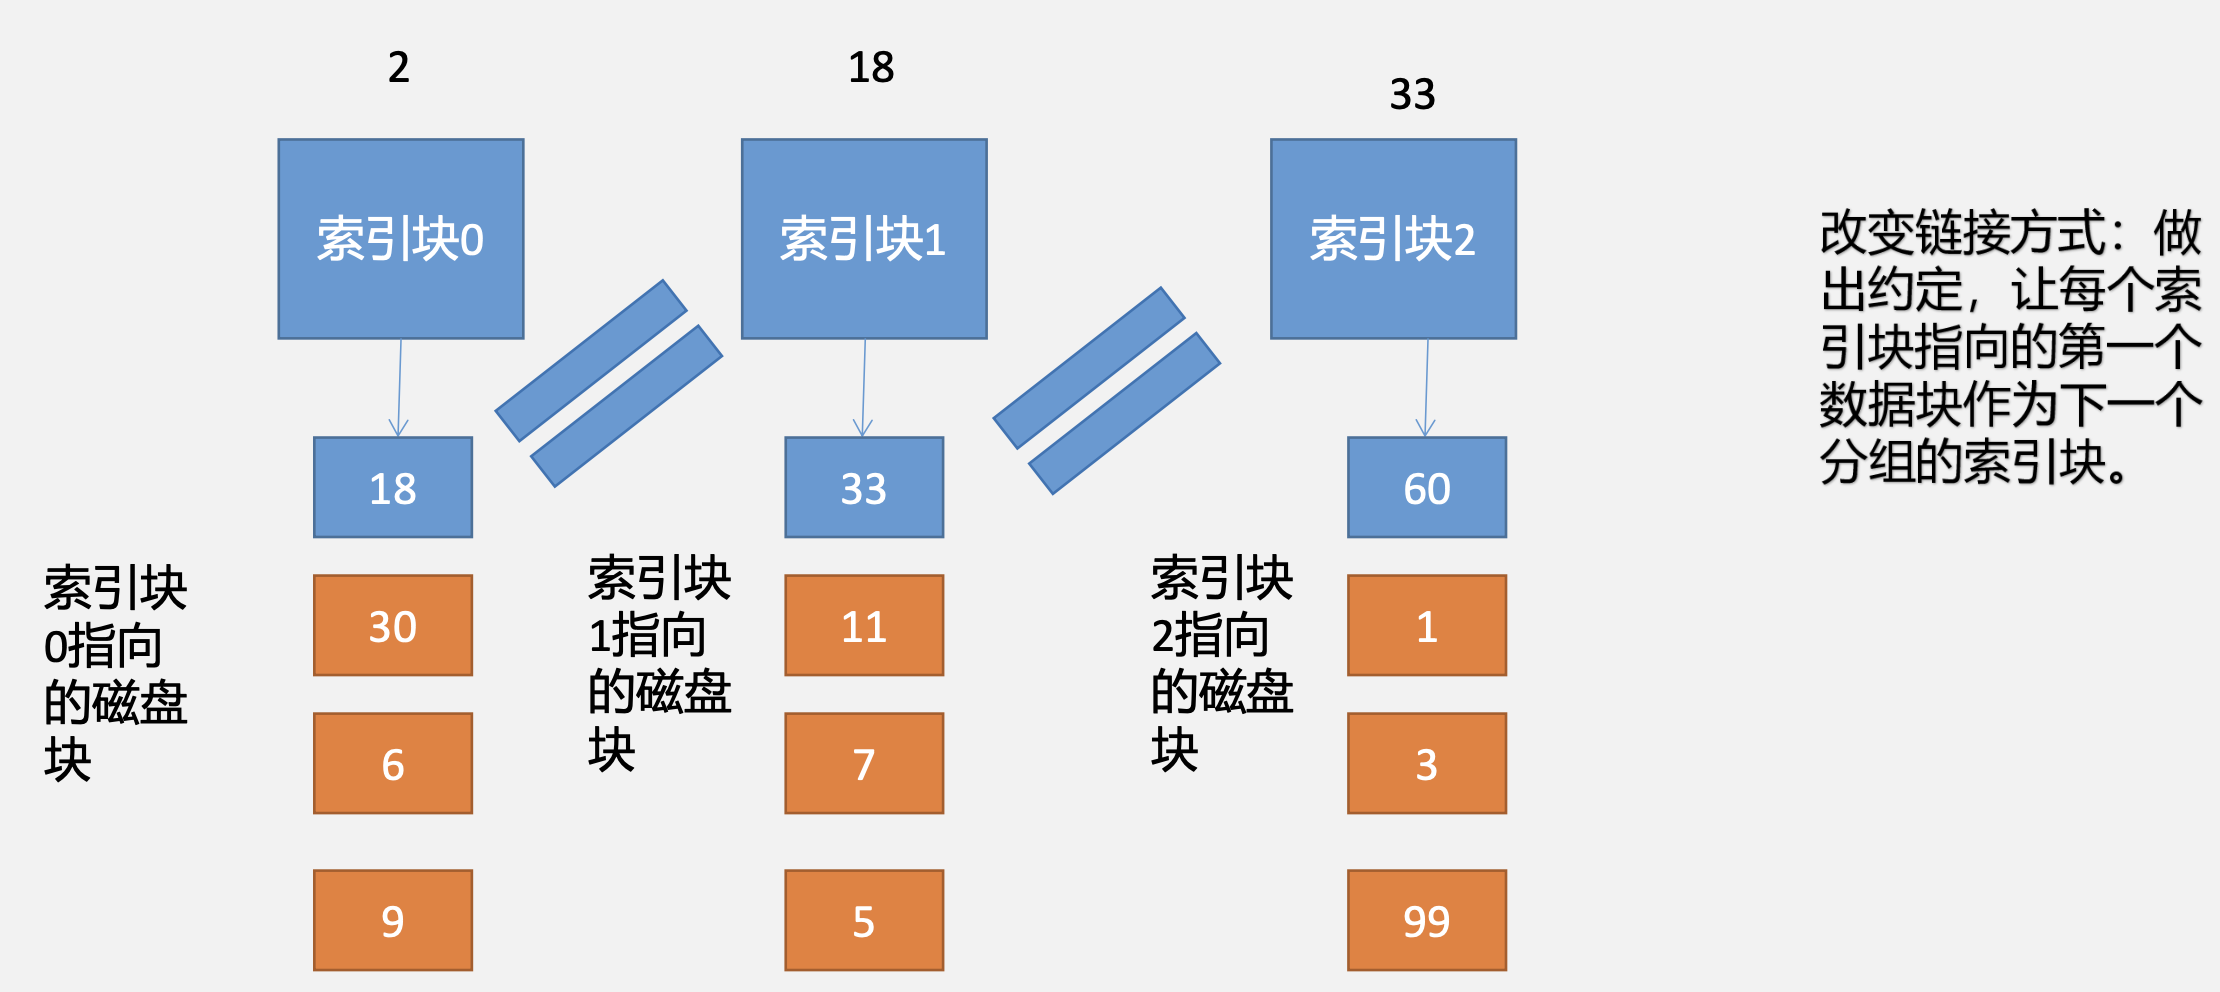 2
18
33
索引块0
索引块1
索引块2
改变链接方式：做
出约定，让每个索
引块指向的第一个
数据块作为下一个
分组的索引块。
18
33
60
索引块
0指向
的磁盘
块
索引块
1指向
的磁盘
块
索引块
2指向
的磁盘
块
30
11
1
6
7
3
9
5
99